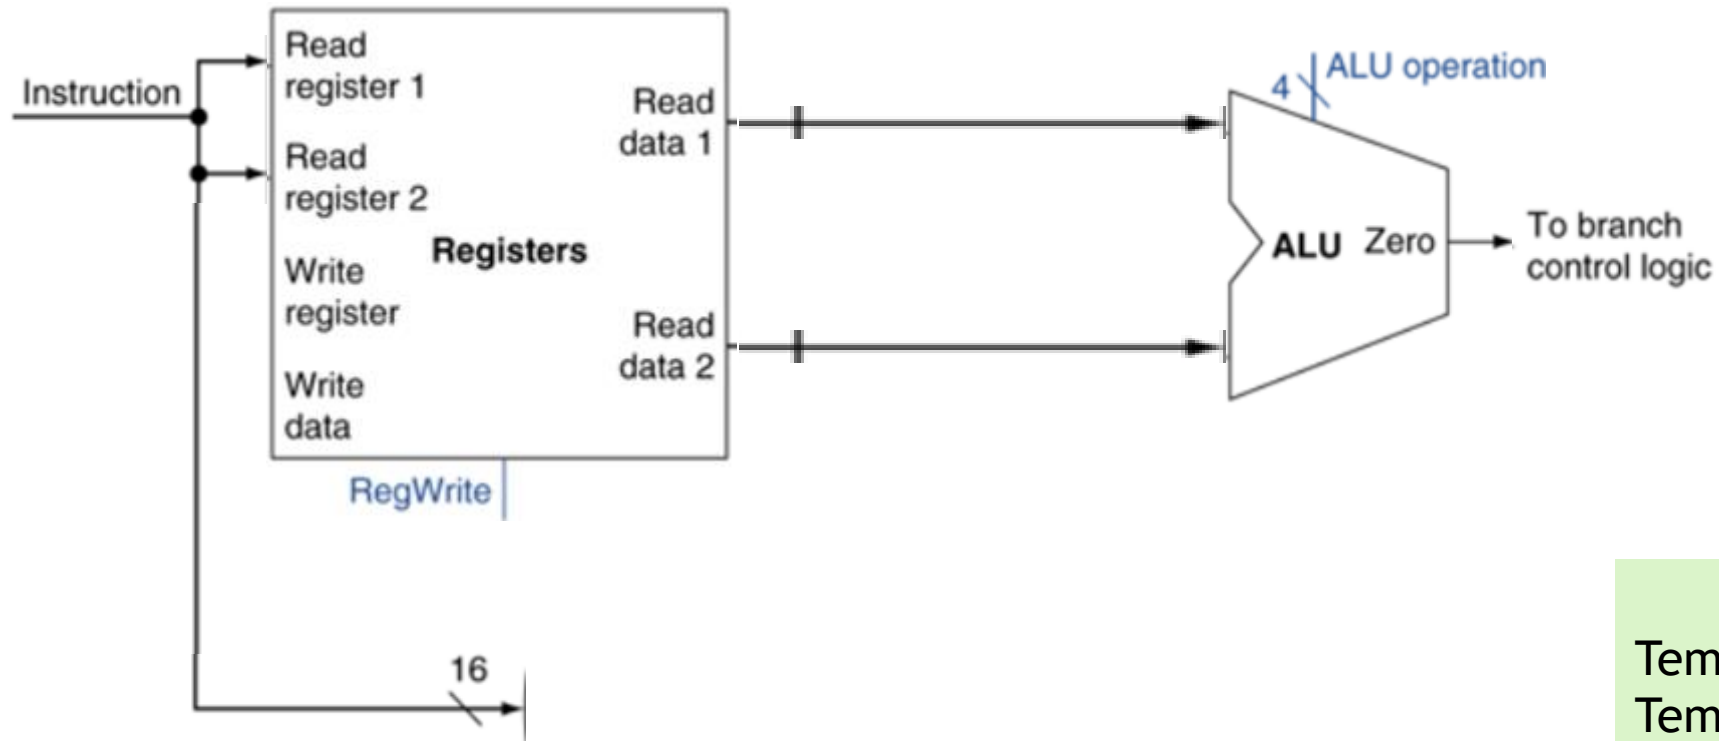 Instruction
Read
register 1
Read
register 2
Write
register
Write
data
Registers
Read
data 1
Read
data 2
RegWrite
4
ALU operation
ALU
Zero
To branch
control logic
16
Tem
Tem